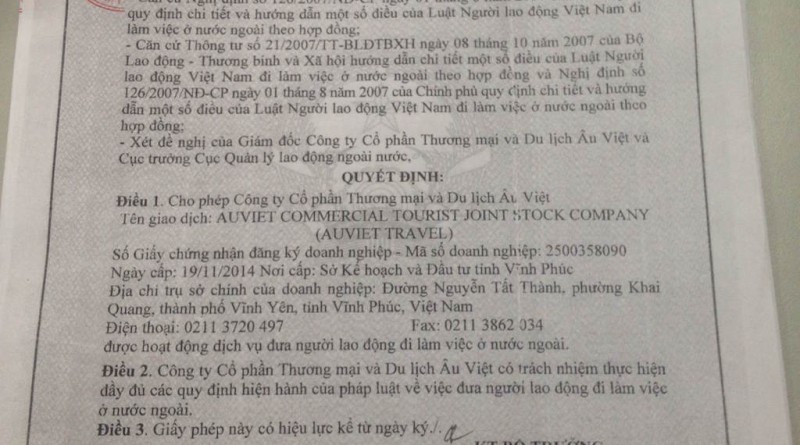 quy định chi tiết và hướng dẫn một số điều của Luật Người lao động Việt Nam đi
làm việc ở nước ngoài theo hợp đồng;
- Căn cứ Thông tư số 21/2007/TT-BLĐTBXH ngày 08 tháng 10 năm 2007 của Bộ
Lao động - Thương binh và Xã hội hướng dẫn chi tiết một số điều của Luật Người
lao động Việt Nam đi làm việc ở nước ngoài theo hợp đồng và Nghị định số
126/2007/NĐ-CP ngày 01 tháng 8 năm 2007 của Chính phủ quy định chi tiết và hướng
dẫn một số điều của Luật Người lao động Việt Nam đi làm việc ở nước ngoài theo
hợp đồng;
- Xét đề nghị của Giám đốc Công ty Cổ phần Thương mại và Du lịch Âu Việt và
Cục trưởng Cục Quản lý lao động ngoài nước,
QUYẾT ĐỊNH:
Điều 1. Cho phép Công ty Cổ phần Thương mại và Du lịch Âu Việt
Tên giao dịch: AUVIET COMMERCIAL TOURIST JOINT STOCK COMPANY
(AUVIET TRAVEL)
Số Giấy chứng nhận đăng ký doanh nghiệp - Mã số doanh nghiệp: 2500358090
Ngày cấp: 19/11/2014 Nơi cấp: Sở Kế hoạch và Đầu tư tỉnh Vĩnh Phúc
Địa chỉ trụ sở chính của doanh nghiệp: Đường Nguyễn Tất Thành, phường Khai
Quang, thành phố Vĩnh Yên, tỉnh Vĩnh Phúc, Việt Nam
Điện thoại: 0211 3720 497 Fax: 0211 3862 034
được hoạt động dịch vụ đưa người lao động đi làm việc ở nước ngoài.
Điều 2. Công ty Cổ phần Thương mại và Du lịch Âu Việt có trách nhiệm thực hiện
đầy đủ các quy định hiện hành của pháp luật về việc đưa người lao động đi làm việc
ở nước ngoài.
Điều 3. Giấy phép này có hiệu lực kể từ ngày ký./.